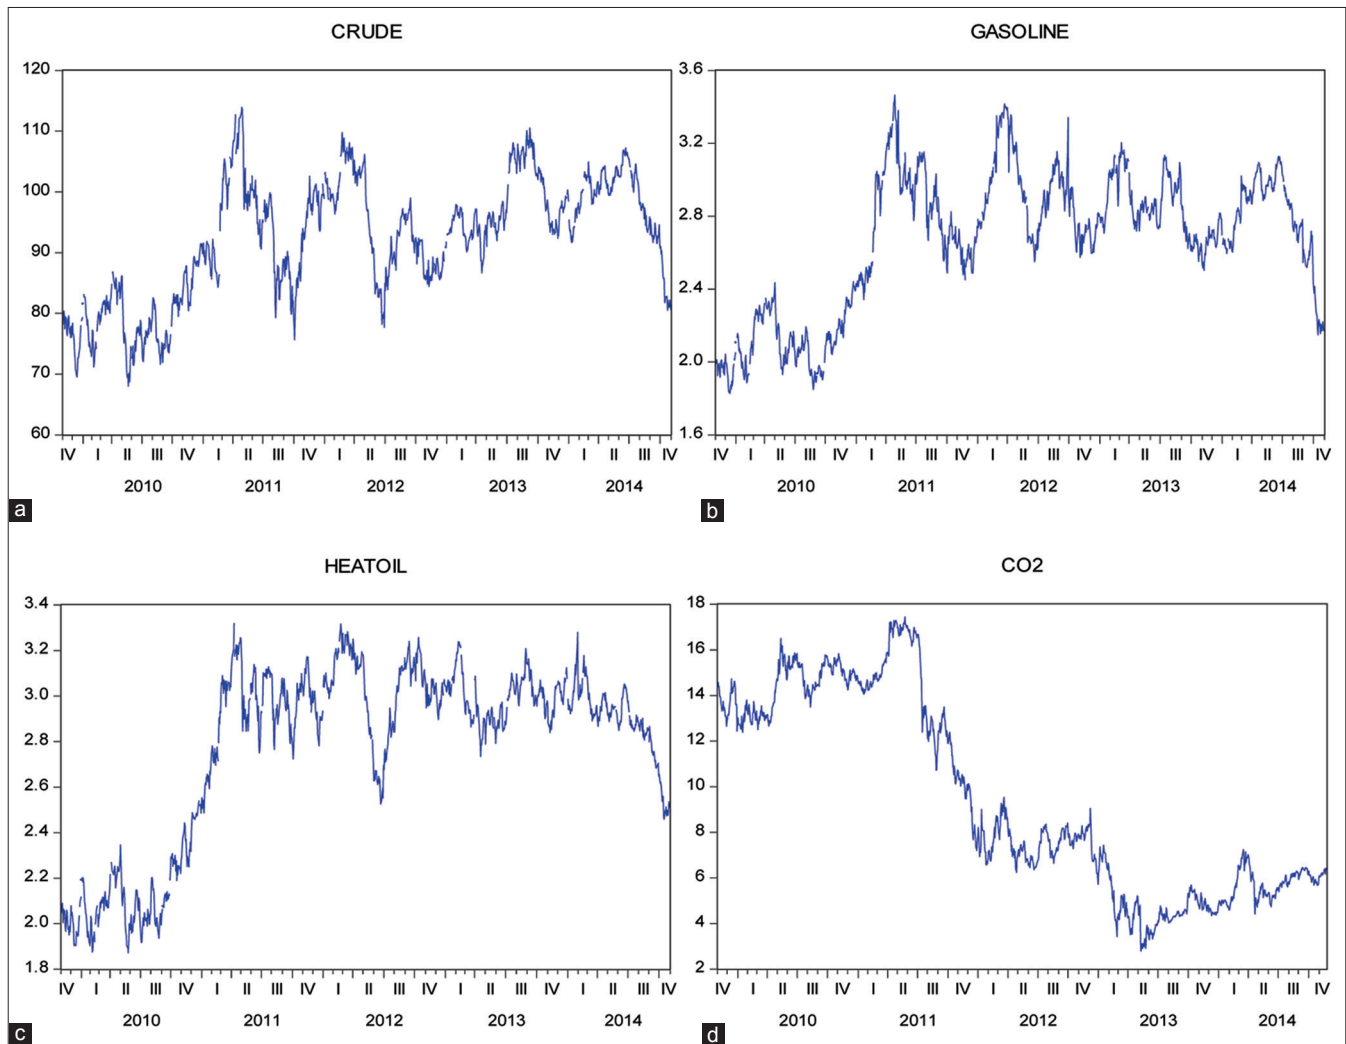 CRUDE
120
110
100
90
80
70
60
IV I II III IV I II III IV I II III IV I II III IV I II III IV
2010 2011 2012 2013 2014
a
GASOLINE
3.6
3.2
2.8
2.4
2.0
1.6
IV I II III IV I II III IV I II III IV I II III IV I II III IV
2010 2011 2012 2013 2014
b
HEATOIL
3.4
3.2
3.0
2.8
2.6
2.4
2.2
2.0
1.8
IV I II III IV I II III IV I II III IV I II III IV I II III IV
2010 2011 2012 2013 2014
c
CO2
18
16
14
12
10
8
6
4
2
IV I II III IV I II III IV I II III IV I II III IV I II III IV
2010 2011 2012 2013 2014
d